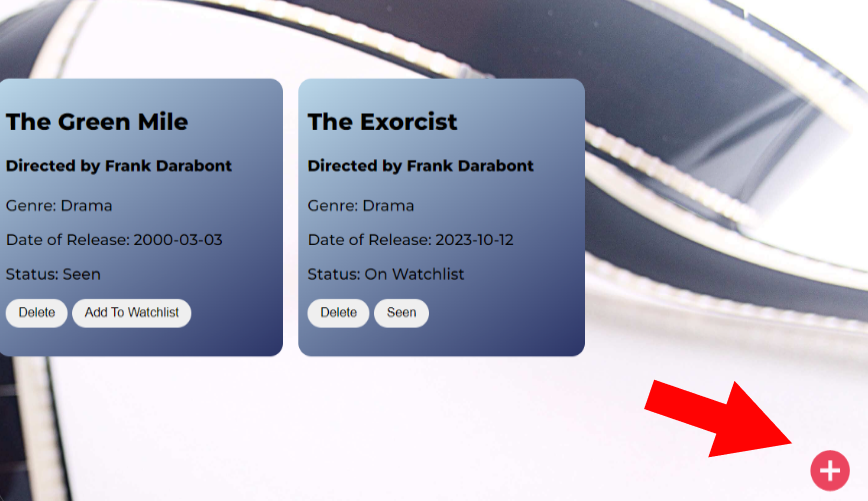 The Green Mile
Directed by Frank Darabont
Genre: Drama
Date of Release: 2000-03-03
Status: Seen
Delete
Add To Watchlist
The Exorcist
Directed by Frank Darabont
Genre: Drama
Date of Release: 2023-10-12
Status: On Watchlist
Delete
Seen